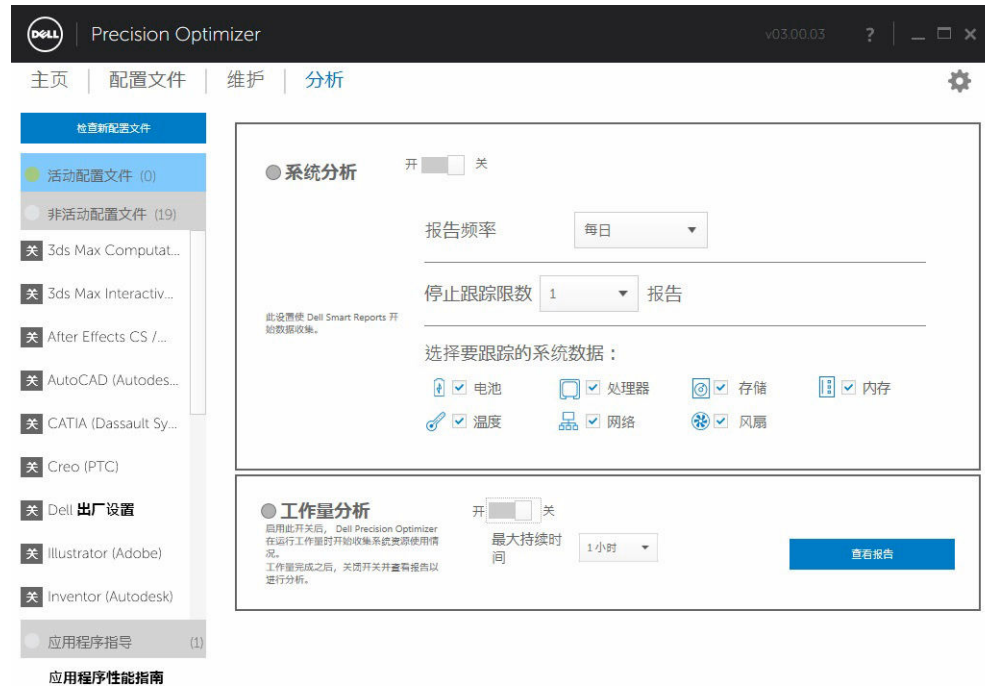 DELL Precision Optimizer v03.00.03 ?
主页 配置文件 维护 分析
检查新配置文件
活动配置文件 (0)
非活动配置文件 (19)
关 3ds Max Computat...
关 3ds Max Interactiv...
关 After Effects CS /...
关 AutoCAD (Autodes...
关 CATIA (Dassault Sy...
关 Creo (PTC)
关 Dell 出厂设置
关 Illustrator (Adobe)
关 Inventor (Autodesk)
应用程序指导 (1)
应用程序性能指南
系统分析 开 关
报告频率 每日
停止跟踪限数 1 报告
此设置使 Dell Smart Reports 开
始数据收集。
选择要跟踪的系统数据：
电池 处理器 存储 内存
温度 网络 风扇
工作量分析 开 关
启用此开关后， Dell Precision Optimizer
在运行工作量时开始收集系统资源使用情
况。
工作量完成之后，关闭开关并查看报告以
进行分析。
最大持续时
间
1 小时
查看报告